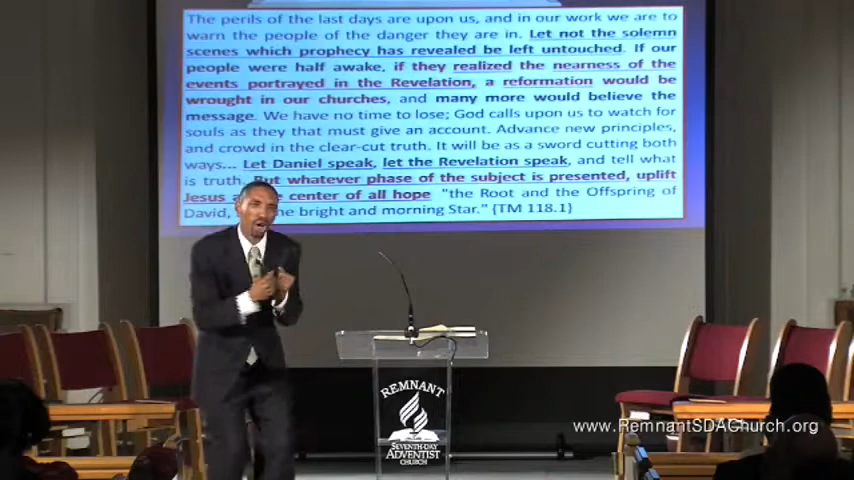 The perils of the last days are upon us, and in our work we are to
warn the people of the danger they are in. Let not the solemn
scenes which prophecy has revealed be left untouched. If our
people were half awake, if they realized the nearness of the
events portrayed in the Revelation, a reformation would be
wrought in our churches, and many more would believe the
message. We have no time to lose; God calls upon us to watch for
souls as they that must give an account. Advance new principles,
and crowd in the clear-cut truth. It will be as a sword cutting both
ways.... Let Daniel speak, let the Revelation speak, and tell what
is truth. But whatever phase of the subject is presented, uplift
Jesus center of all hope "the Root and the Offspring of
David, bright and morning Star." {TM 118.1}
REMNANT
SEVENTH-DAY
ADVENTIST
CHURCH
www.RemnantSDAChurch.org